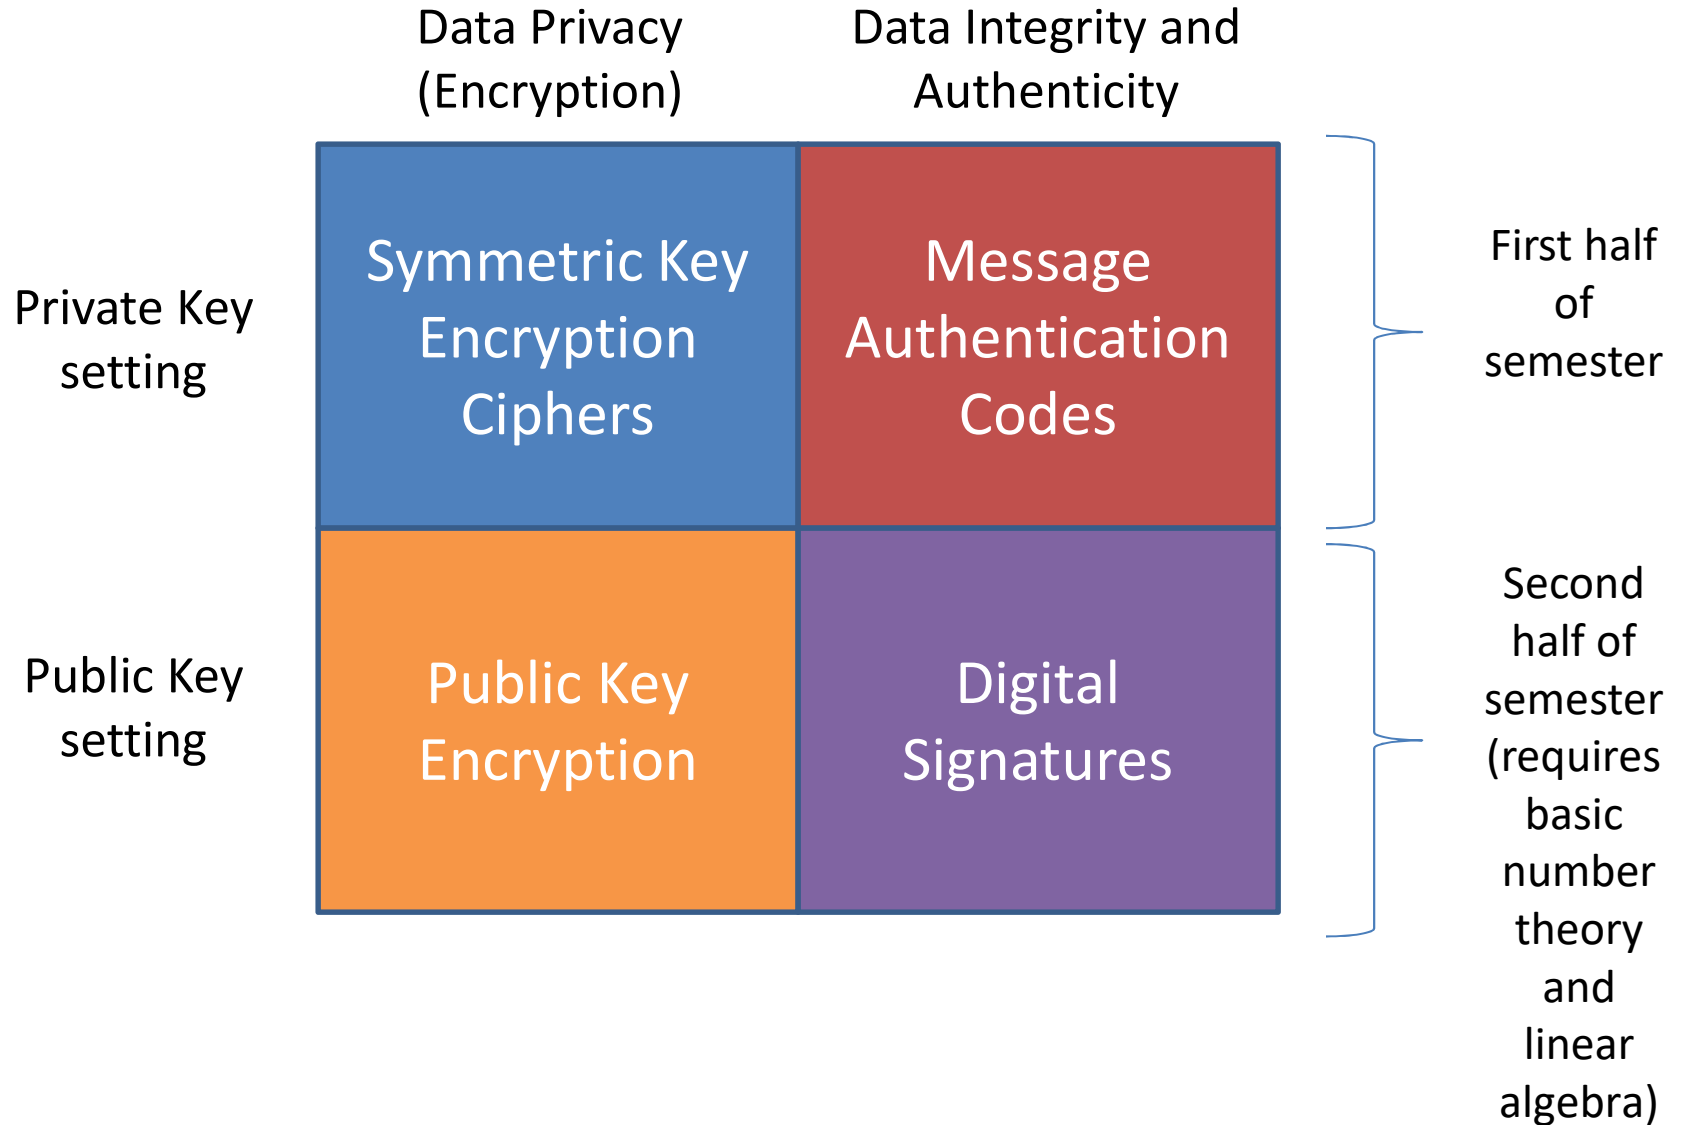 Data Privacy
(Encryption)
Data Integrity and
Authenticity
Private Key
setting
Symmetric Key
Encryption
Ciphers
Message
Authentication
Codes
First half
of
semester
Public Key
setting
Public Key
Encryption
Digital
Signatures
Second
half of
semester
(requires
basic
number
theory
and
linear
algebra)